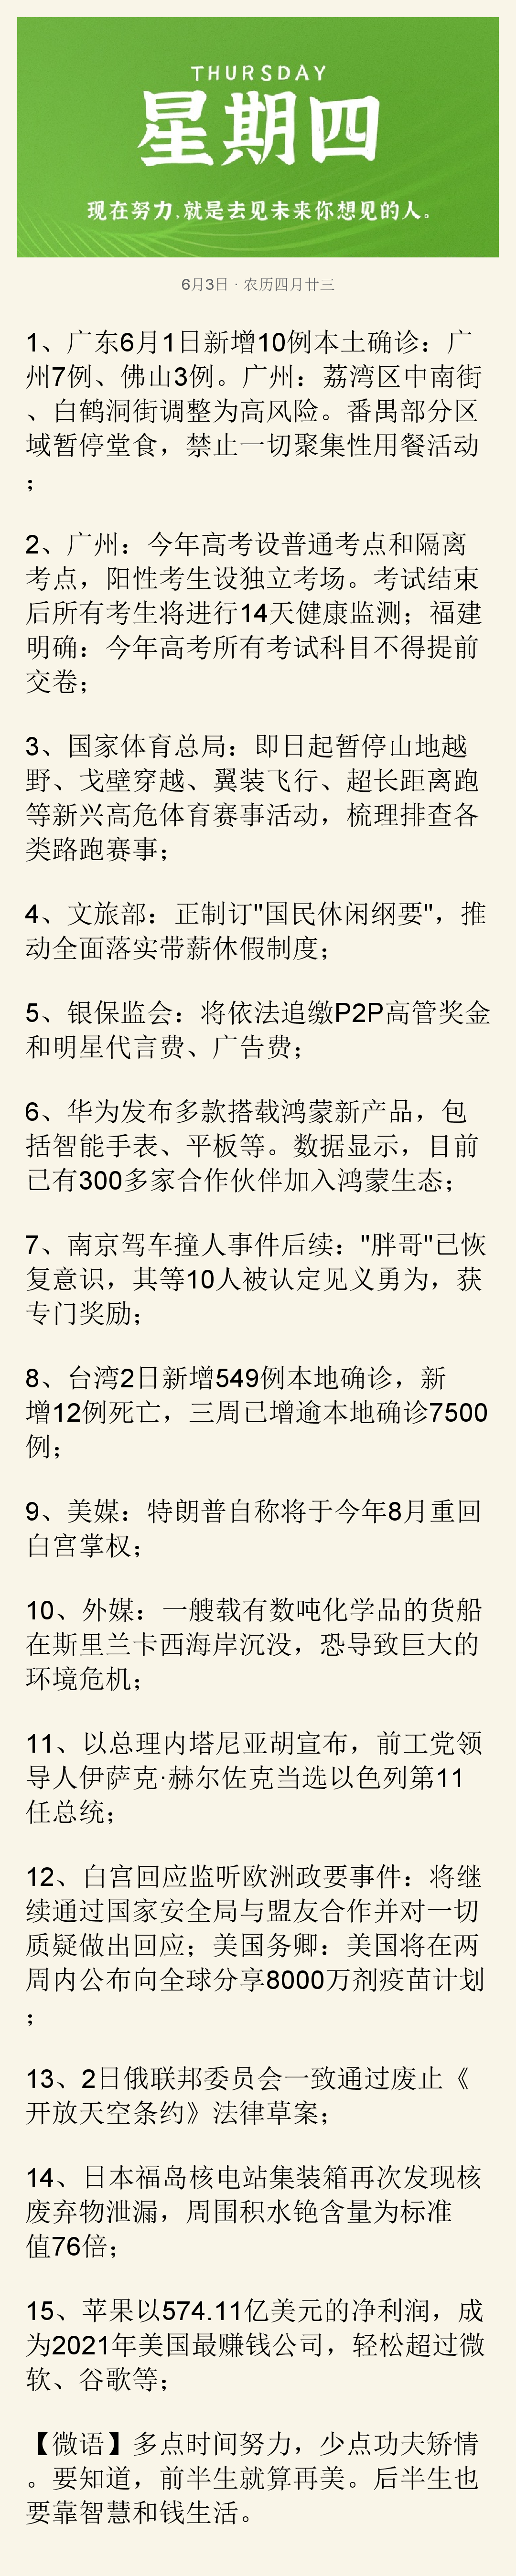 THURSDAY
星期四
现在努力,就是去见未来你想见的人。
6月3日 · 农历四月廿三
1、广东6月1日新增10例本土确诊：广
州7例、佛山3例。广州：荔湾区中南街
、白鹤洞街调整为高风险。番禺部分区
域暂停堂食，禁止一切聚集性用餐活动
；
2、广州：今年高考设普通考点和隔离
考点，阳性考生设独立考场。考试结束
后所有考生将进行14天健康监测；福建
明确：今年高考所有考试科目不得提前
交卷；
3、国家体育总局：即日起暂停山地越
野、戈壁穿越、翼装飞行、超长距离跑
等新兴高危体育赛事活动，梳理排查各
类路跑赛事；
4、文旅部：正制订"国民休闲纲要"，推
动全面落实带薪休假制度；
5、银保监会：将依法追缴P2P高管奖金
和明星代言费、广告费；
6、华为发布多款搭载鸿蒙新产品，包
括智能手表、平板等。数据显示，目前
已有300多家合作伙伴加入鸿蒙生态；
7、南京驾车撞人事件后续："胖哥"已恢
复意识，其等10人被认定见义勇为，获
专门奖励；
8、台湾2日新增549例本地确诊，新
增12例死亡，三周已增逾本地确诊7500
例；
9、美媒：特朗普自称将于今年8月重回
白宫掌权；
10、外媒：一艘载有数吨化学品的货船
在斯里兰卡西海岸沉没，恐导致巨大的
环境危机；
11、以总理内塔尼亚胡宣布，前工党领
导人伊萨克·赫尔佐克当选以色列第11
任总统；
12、白宫回应监听欧洲政要事件：将继
续通过国家安全局与盟友合作并对一切
质疑做出回应；美国务卿：美国将在两
周内公布向全球分享8000万剂疫苗计划
；
13、2日俄联邦委员会一致通过废止《
开放天空条约》法律草案；
14、日本福岛核电站集装箱再次发现核
废弃物泄漏，周围积水铯含量为标准
值76倍；
15、苹果以574.11亿美元的净利润，成
为2021年美国最赚钱公司，轻松超过微
软、谷歌等；
【微语】多点时间努力，少点功夫矫情
。要知道，前半生就算再美。后半生也
要靠智慧和钱生活。